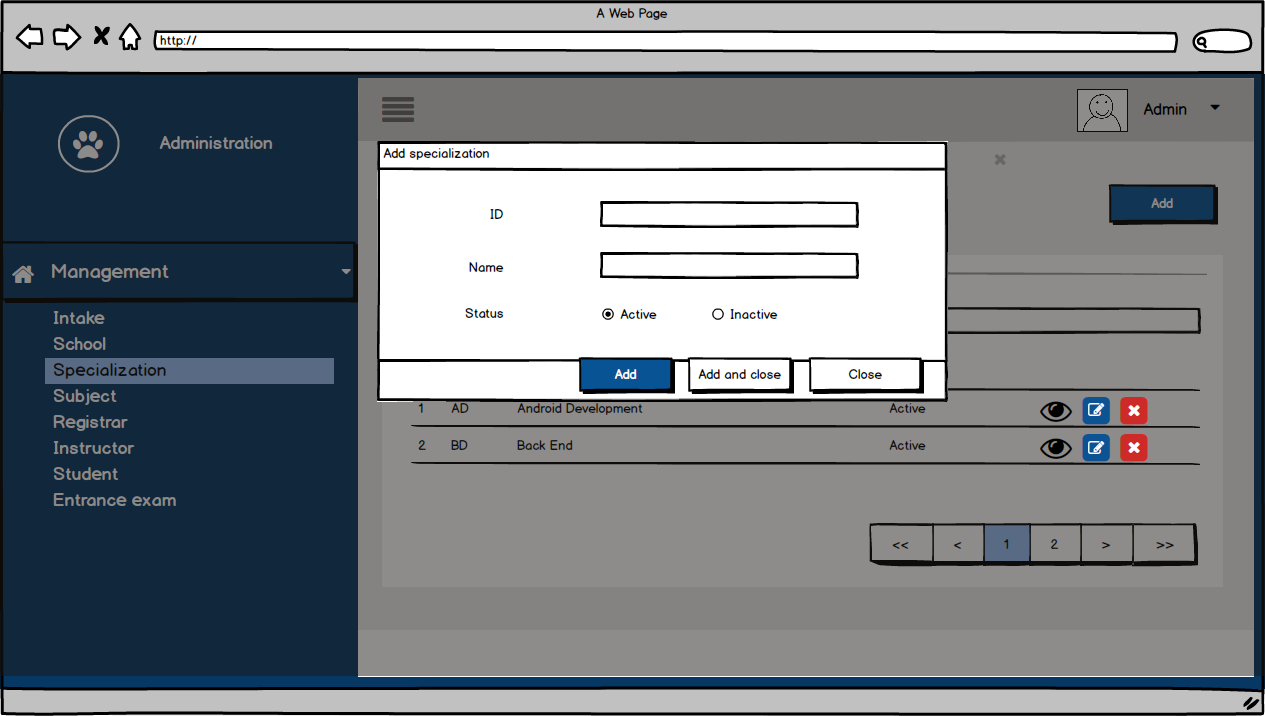 A Web Page
http://
Administration
Admin
Add specialization
Add
ID
Management
Name
Intake
Status Active Inactive
School
Specialization
Add Add and close Close
Subject
1 AD Android Development Active
Registrar
2 BD Back End Active
Instructor
Student
Entrance exam
<< < 1 2 > >>